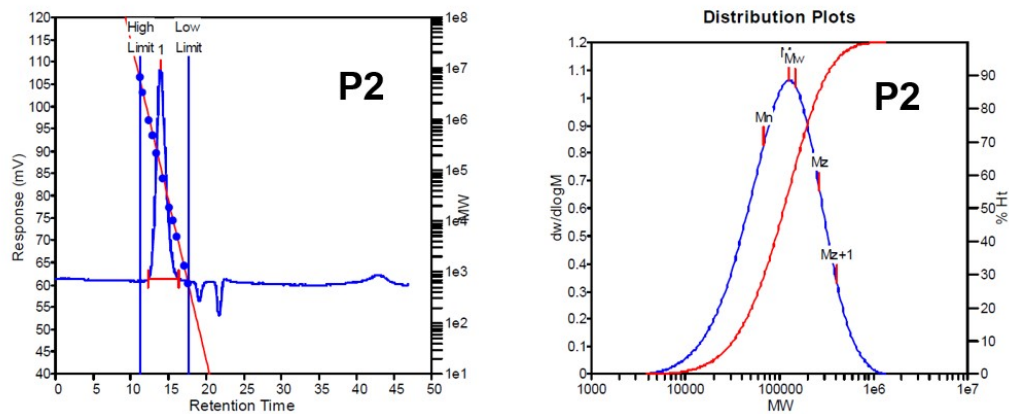 120
115
110
105
100
95
90
85
80
75
70
65
60
55
50
45
40
Response (mV)
High
Limit
1
Low
Limit
P2
1e8
1e7
1e6
1e5
1e4
1e3
1e2
1e1
MW
0 5 10 15 20 25 30 35 40 45 50
Retention Time
Distribution Plots
1.2
1.1
1
0.9
0.8
0.7
0.6
0.5
0.4
0.3
0.2
0.1
0
dw/dlogM
Mw
Mn
Mz
Mz+1
P2
90
80
70
60
50
40
30
20
10
0
% Ht
1000 10000 100000 1e6 1e7
MW